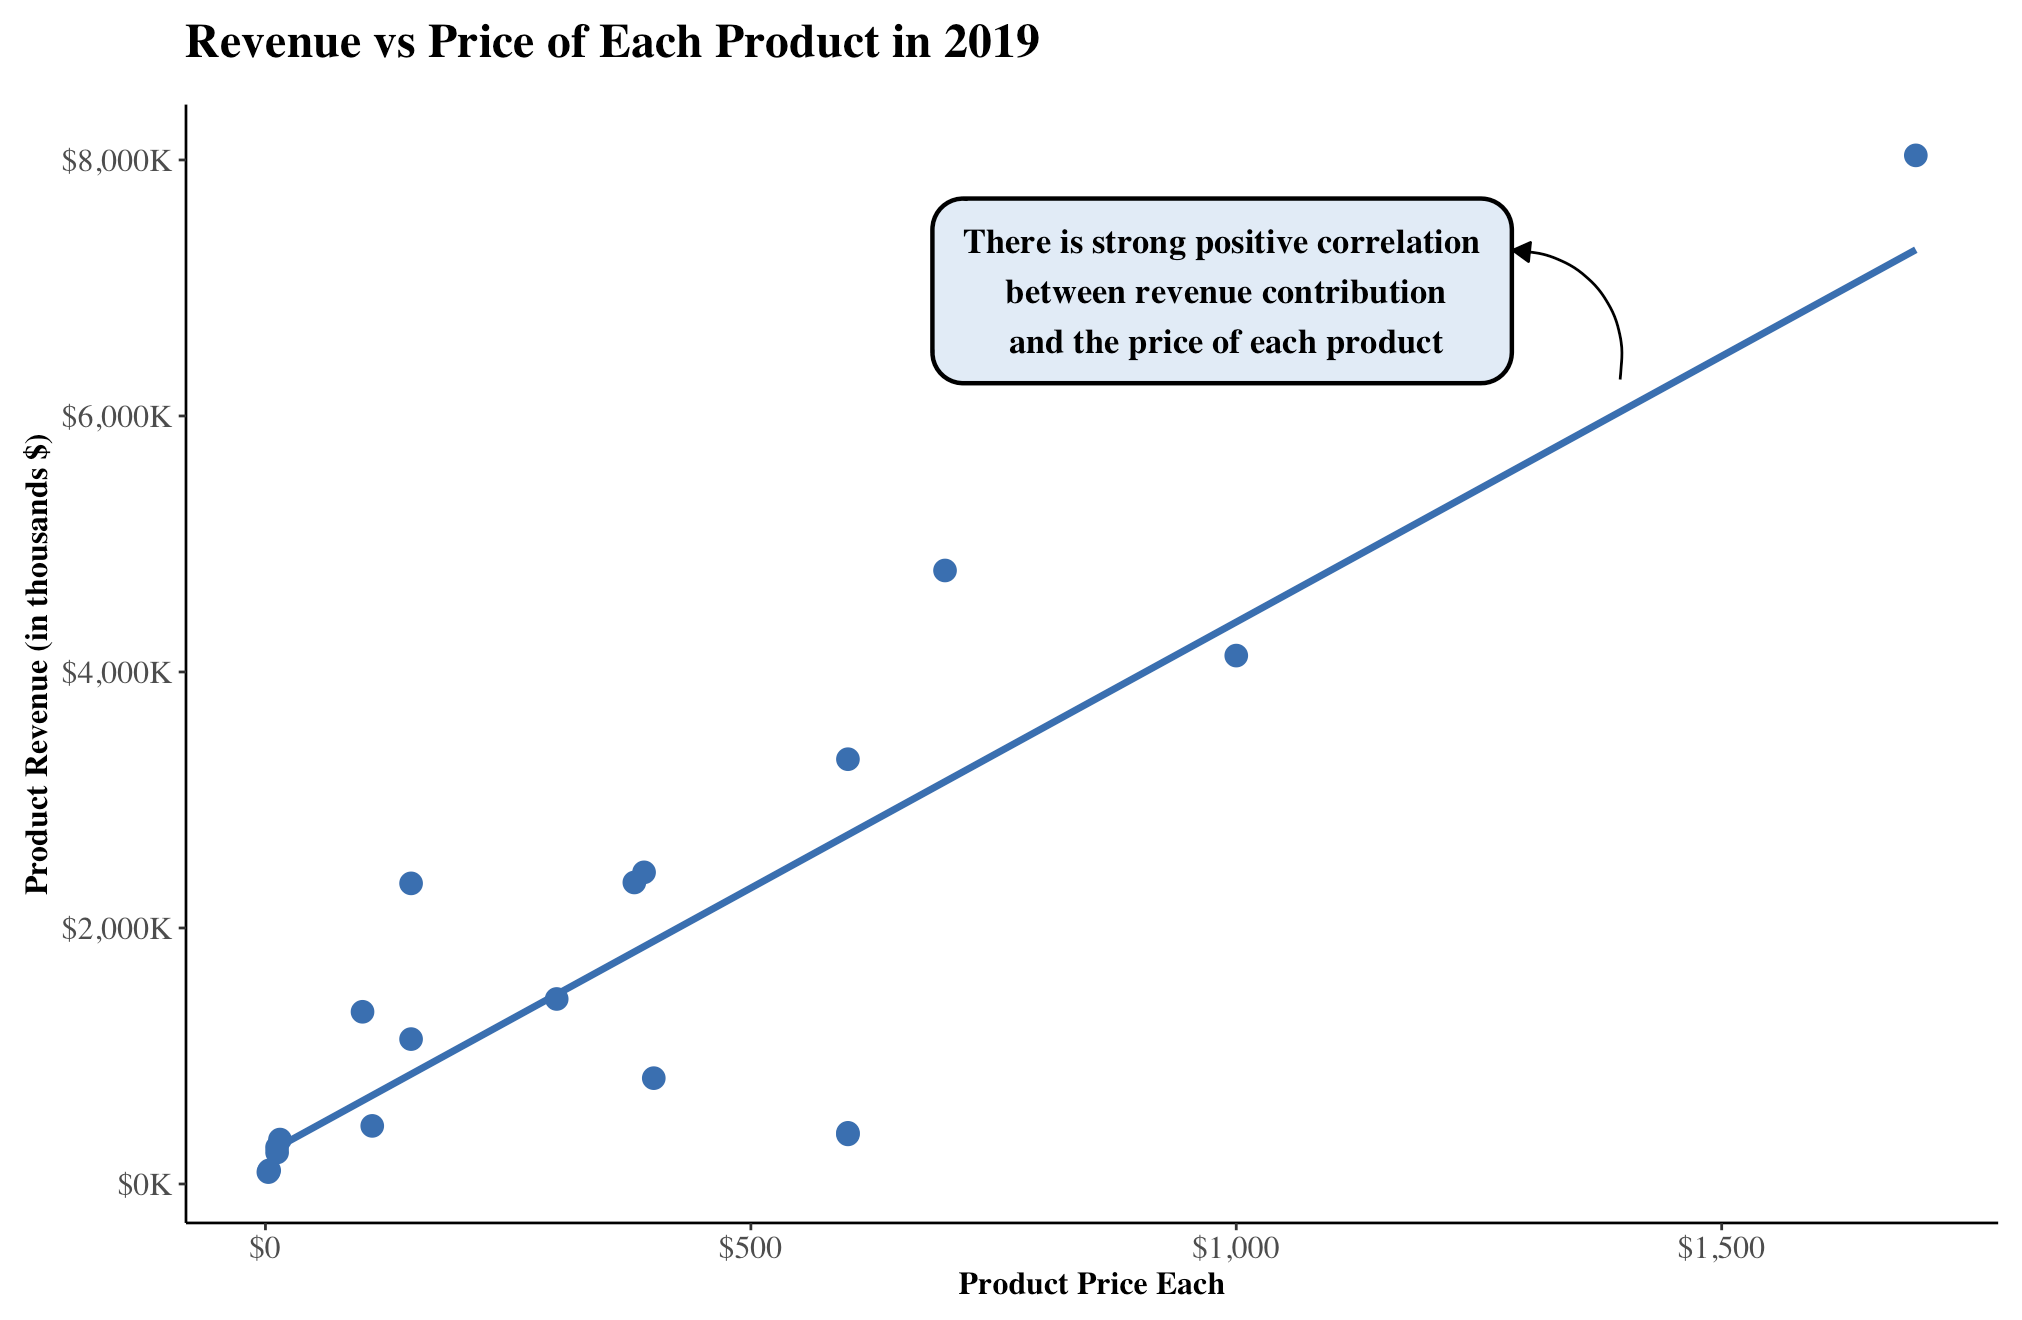 Revenue vs Price of Each Product in 2019
$8,000K
$6,000K
$4,000K
$2,000K
$0K
Product Revenue (in thousands $)
There is strong positive correlation
between revenue contribution
and the price of each product
$0
$500
$1,000
$1,500
Product Price Each